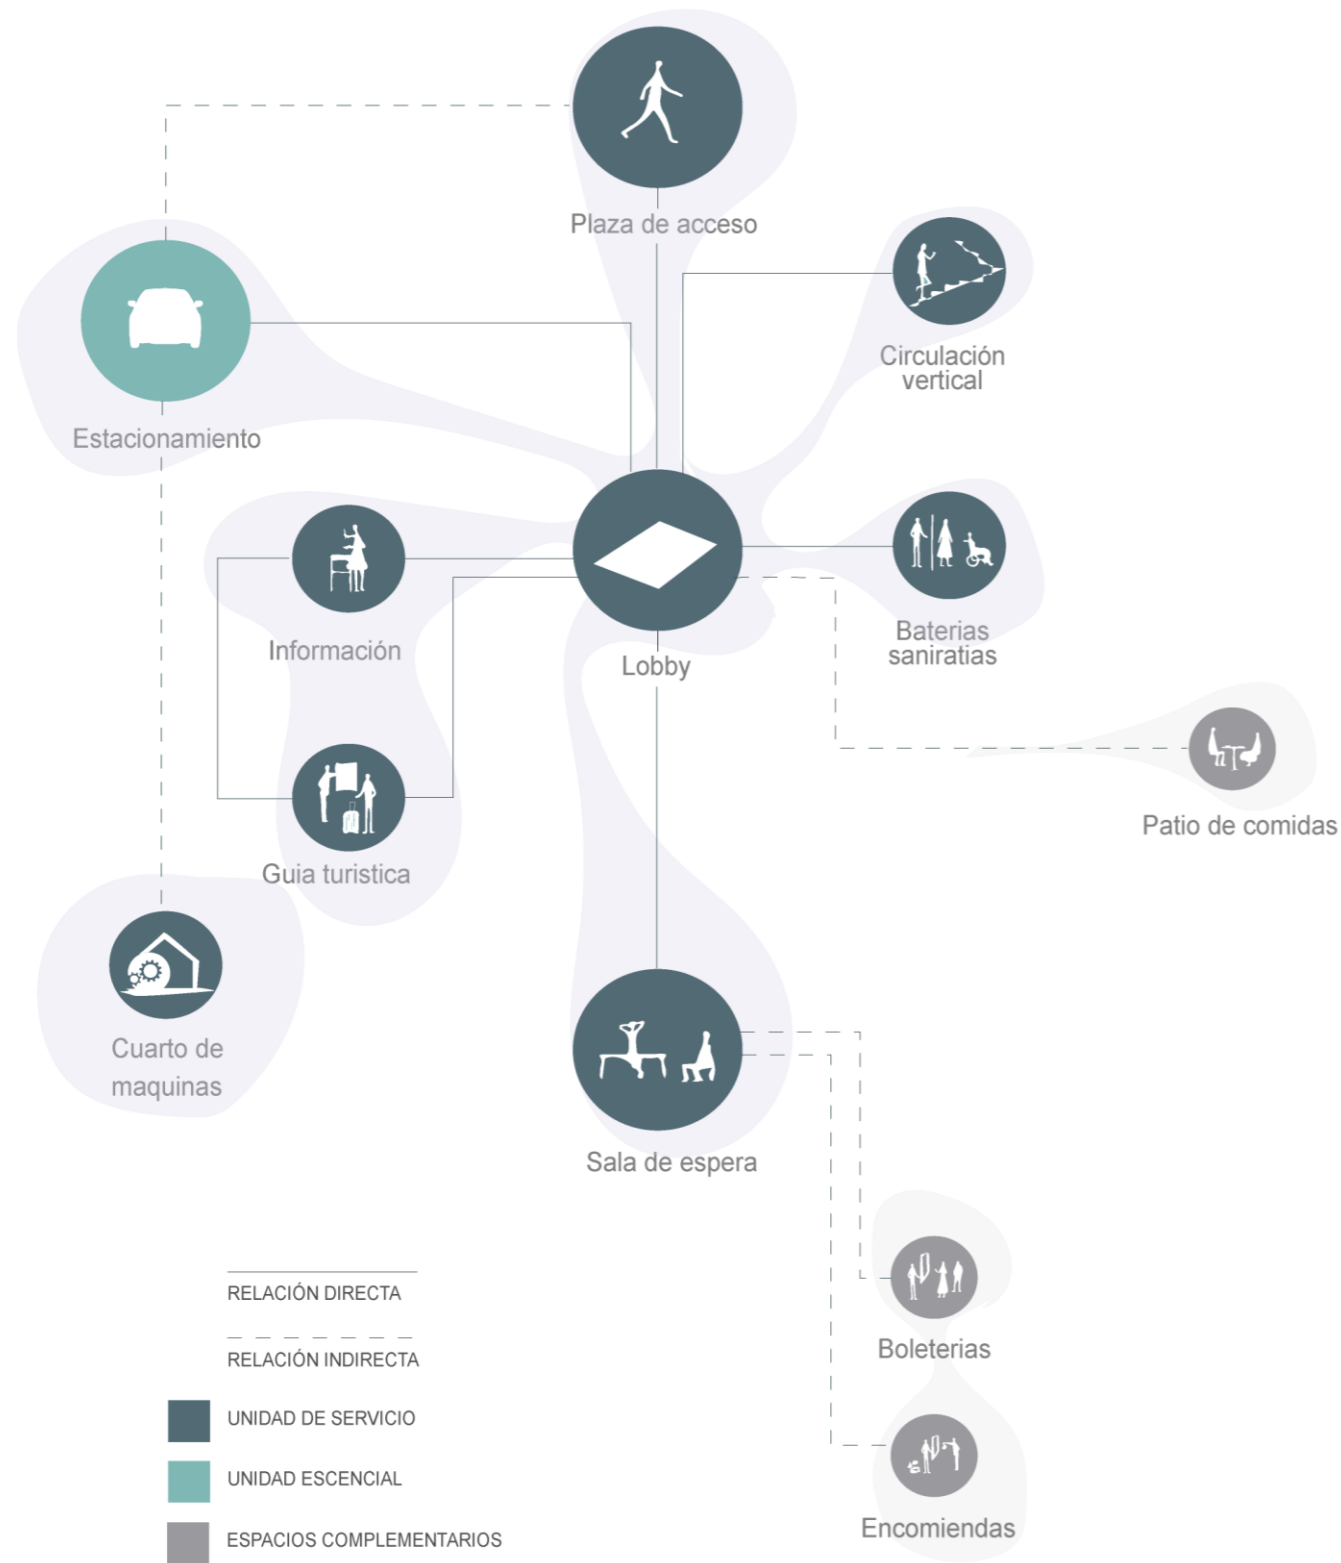 Plaza de acceso
Circulación
vertical
Estacionamiento
Baterias
saniratias
Información
Lobby
Patio de comidas
Guia turistica
Cuarto de
maquinas
Sala de espera
Boleterias
Encomiendas
RELACIÓN DIRECTA
RELACIÓN INDIRECTA
UNIDAD DE SERVICIO
UNIDAD ESCENCIAL
ESPACIOS COMPLEMENTARIOS